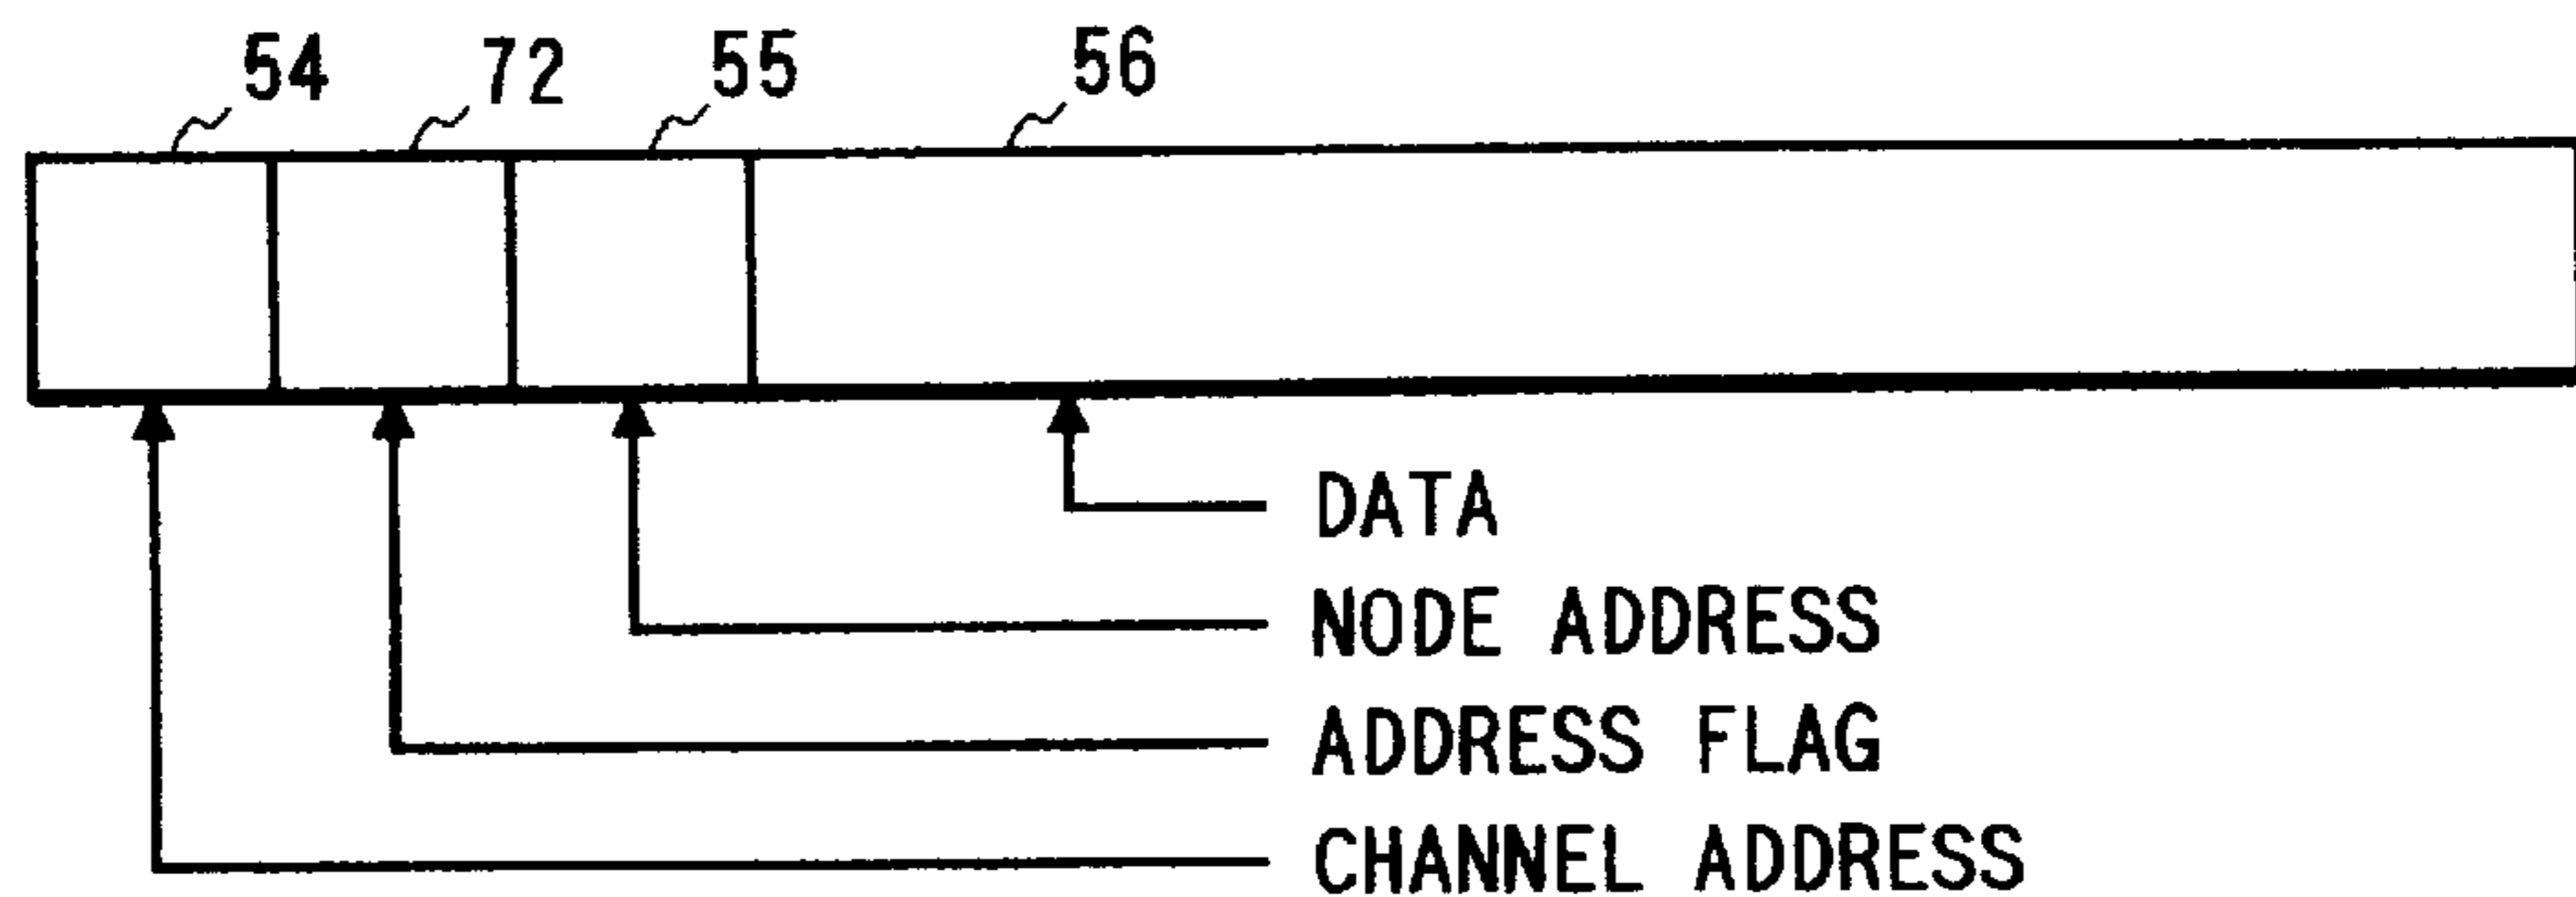 54 72 55 56
DATA
NODE ADDRESS
ADDRESS FLAG
CHANNEL ADDRESS